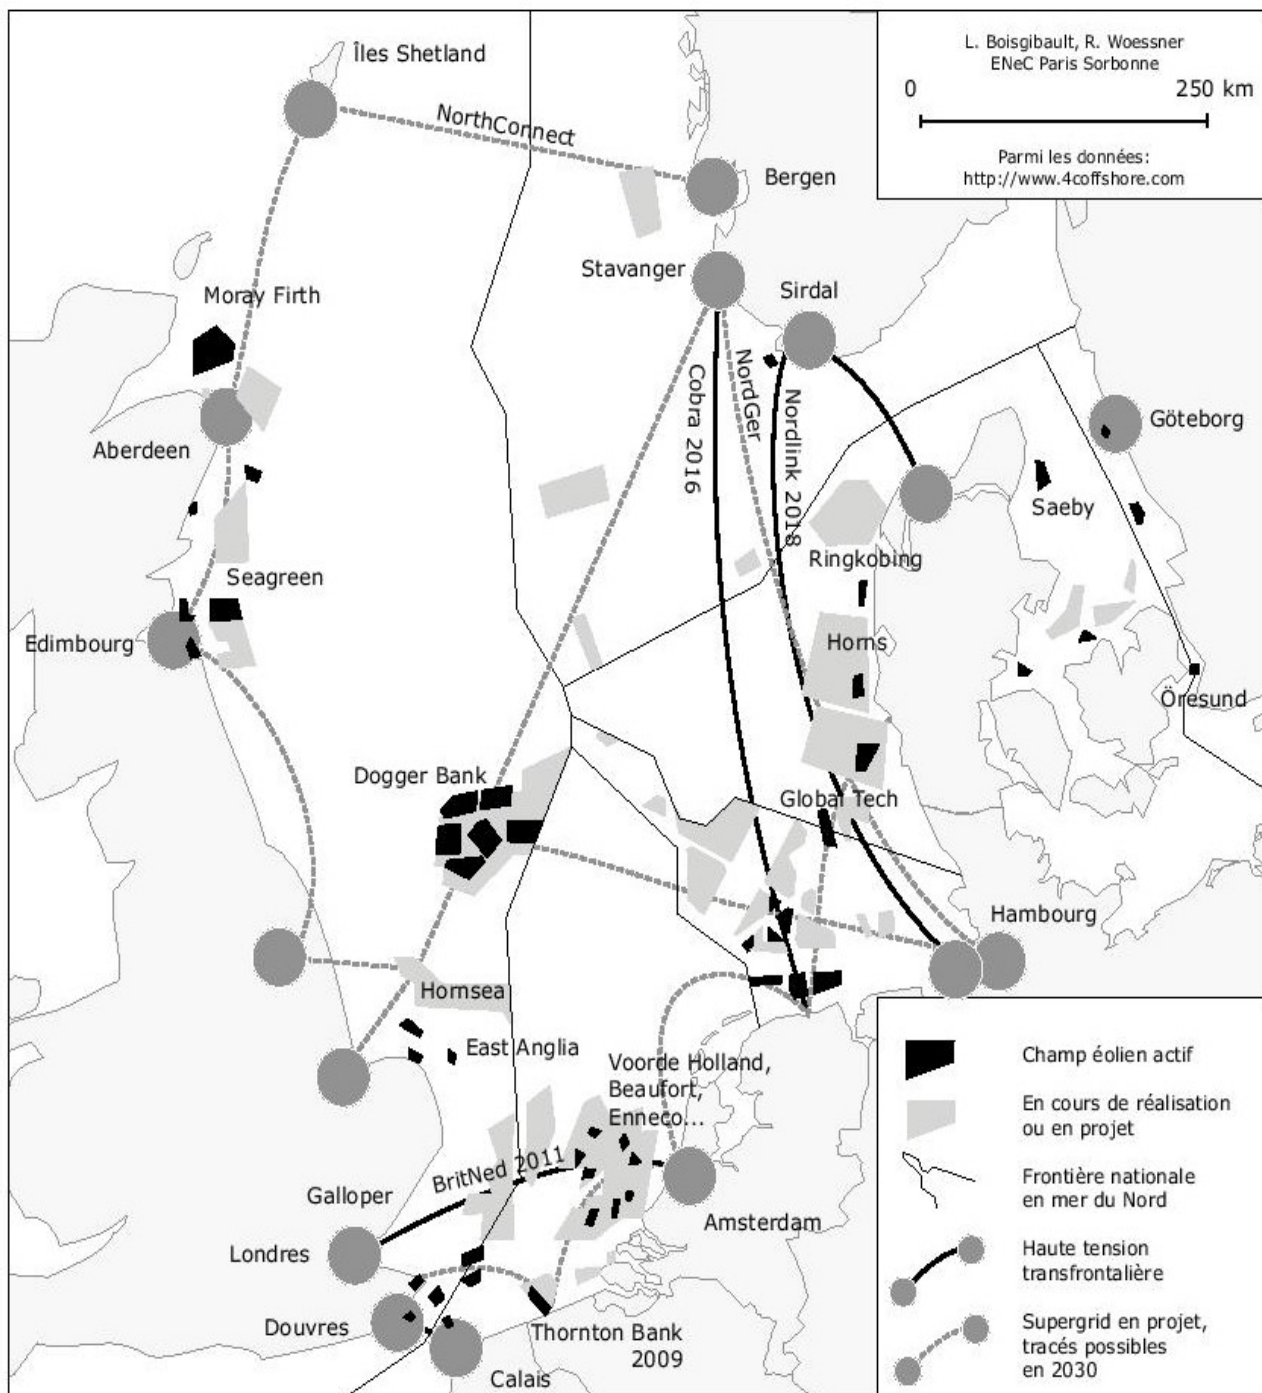 L. Boisgibault, R. Woessner
ENeC Paris Sorbonne
0
250 km
Parmi les données:
http://www.4coffshore.com
Îles Shetland
NorthConnect
Bergen
Stavanger
Sirdal
Moray Firth
Aberdeen
Cobra 2016
NordGer
Nordlink 2018
Göteborg
Saeby
Ringkobing
Seagreen
Edimbourg
Horns
Öresund
Dogger Bank
Global Tech
Hambourg
Hornsea
East Anglia
Voorde Holland,
Beaufort,
Enneco...
BritNed 2011
Galloper
Amsterdam
Londres
Douvres
Thornton Bank
2009
Calais
Champ éolien actif
En cours de réalisation
ou en projet
Frontière nationale
en mer du Nord
Haute tension
transfrontalière
Supergrid en projet,
tracés possibles
en 2030